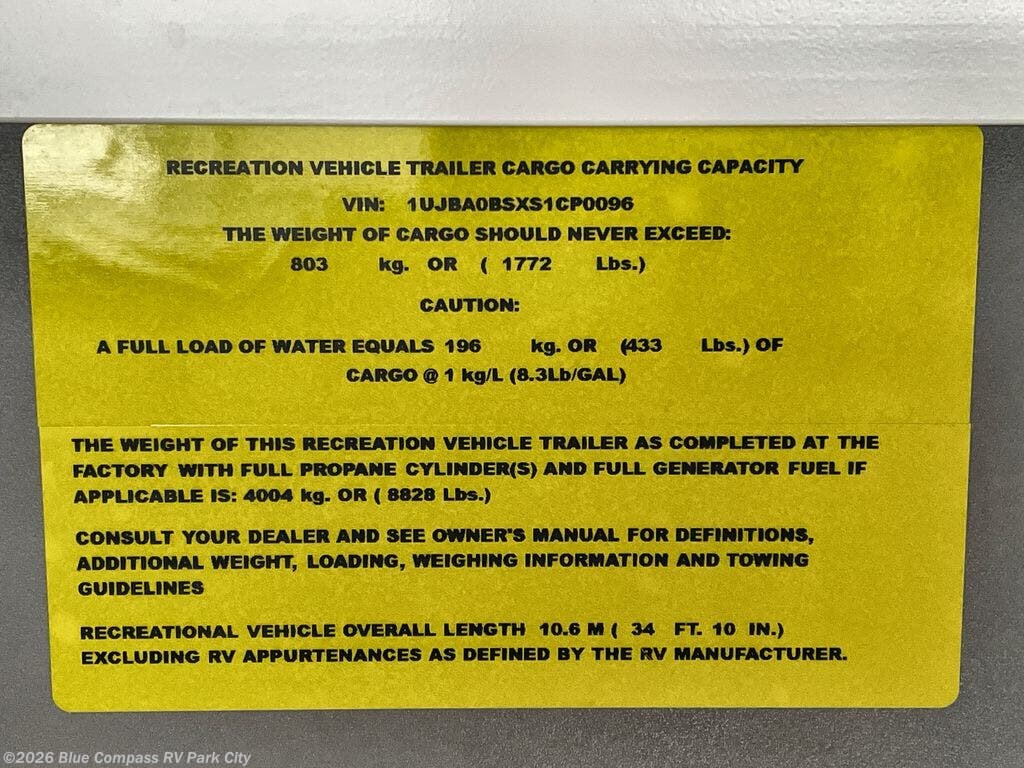 RECREATION VEHICLE TRAILER CARGO CARRYING CAPACITY
VIN: 1UJBA0BSXS1CP0096
THE WEIGHT OF CARGO SHOULD NEVER EXCEED:
803 kg. OR ( 1772 Lbs.)
CAUTION:
A FULL LOAD OF WATER EQUALS 196 kg. OR (433 Lbs.) OF
CARGO @ 1 kg/L (8.3Lb/GAL)
THE WEIGHT OF THIS RECREATION VEHICLE TRAILER AS COMPLETED AT THE
FACTORY WITH FULL PROPANE CYLINDER(S) AND FULL GENERATOR FUEL IF
APPLICABLE IS: 4004 kg. OR ( 8828 Lbs.)
CONSULT YOUR DEALER AND SEE OWNER'S MANUAL FOR DEFINITIONS,
ADDITIONAL WEIGHT, LOADING, WEIGHING INFORMATION AND TOWING
GUIDELINES
RECREATIONAL VEHICLE OVERALL LENGTH 10.6 M ( 34 FT. 10 IN.)
EXCLUDING RV APPURTENANCES AS DEFINED BY THE RV MANUFACTURER.
©2026 Blue Compass RV Park City